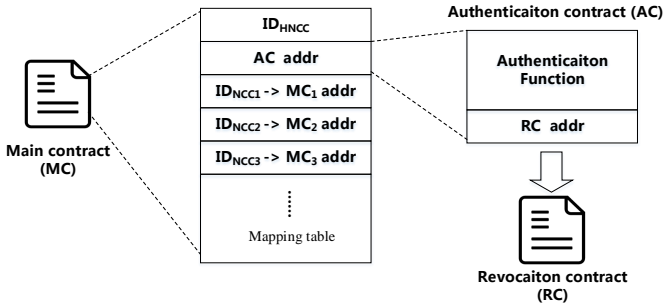 Main contract
(MC)
ID_HNCC
AC addr
ID_NCC1 -> MC_1 addr
ID_NCC2 -> MC_2 addr
ID_NCC3 -> MC_3 addr
Mapping table
Authenticaiton contract (AC)
Authenticaiton
Function
RC addr
Revocaiton contract
(RC)